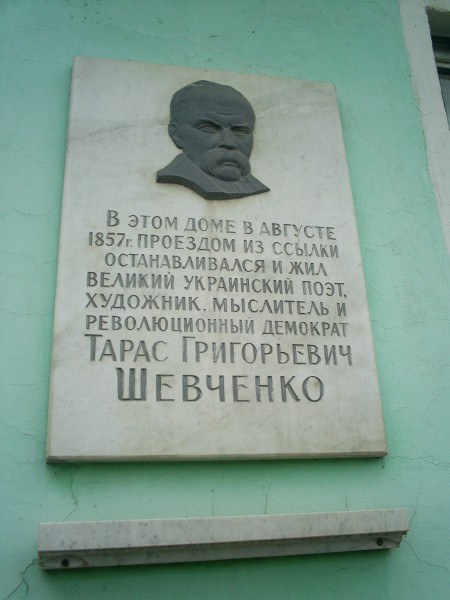 В ЭТОМ ДОМЕ В АВГУСТЕ
1857г. ПРОЕЗДОМ ИЗ ССЫЛКИ
ОСТАНАВЛИВАЛСЯ И ЖИЛ
ВЕЛИКИЙ УКРАИНСКИЙ ПОЭТ,
ХУДОЖНИК, МЫСЛИТЕЛЬ И
РЕВОЛЮЦИОННЫЙ ДЕМОКРАТ
ТАРАС ГРИГОРЬЕВИЧ
ШЕВЧЕНКО